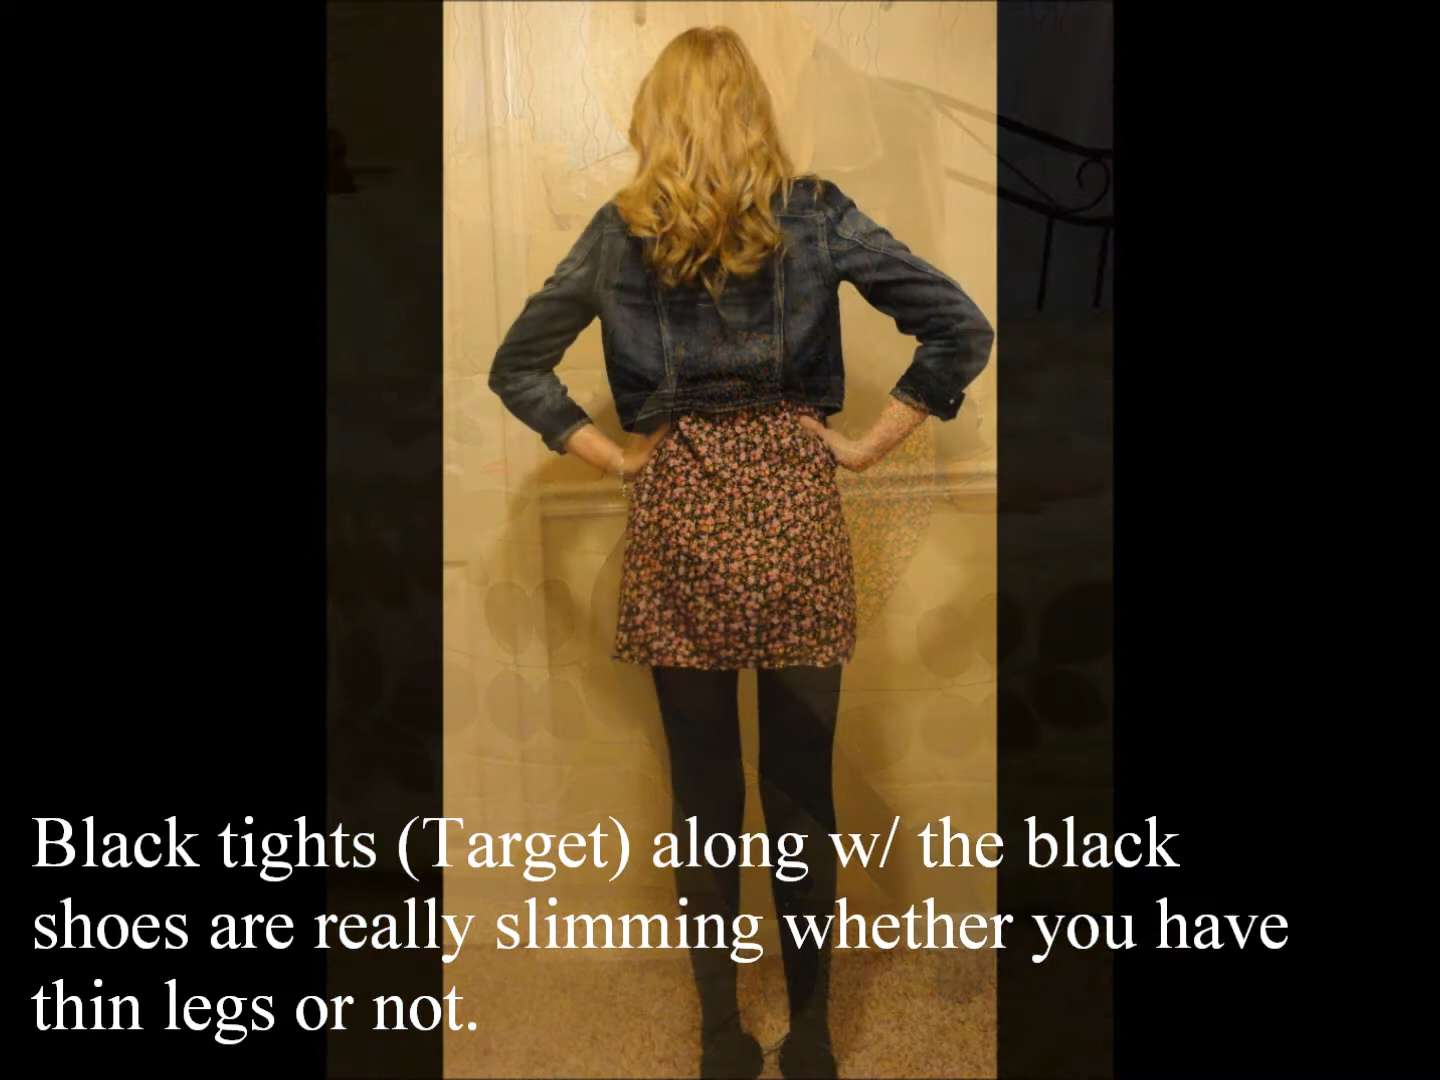 Black tights (Target) along w/ the black
shoes are really slimming whether you have
thin legs or not.